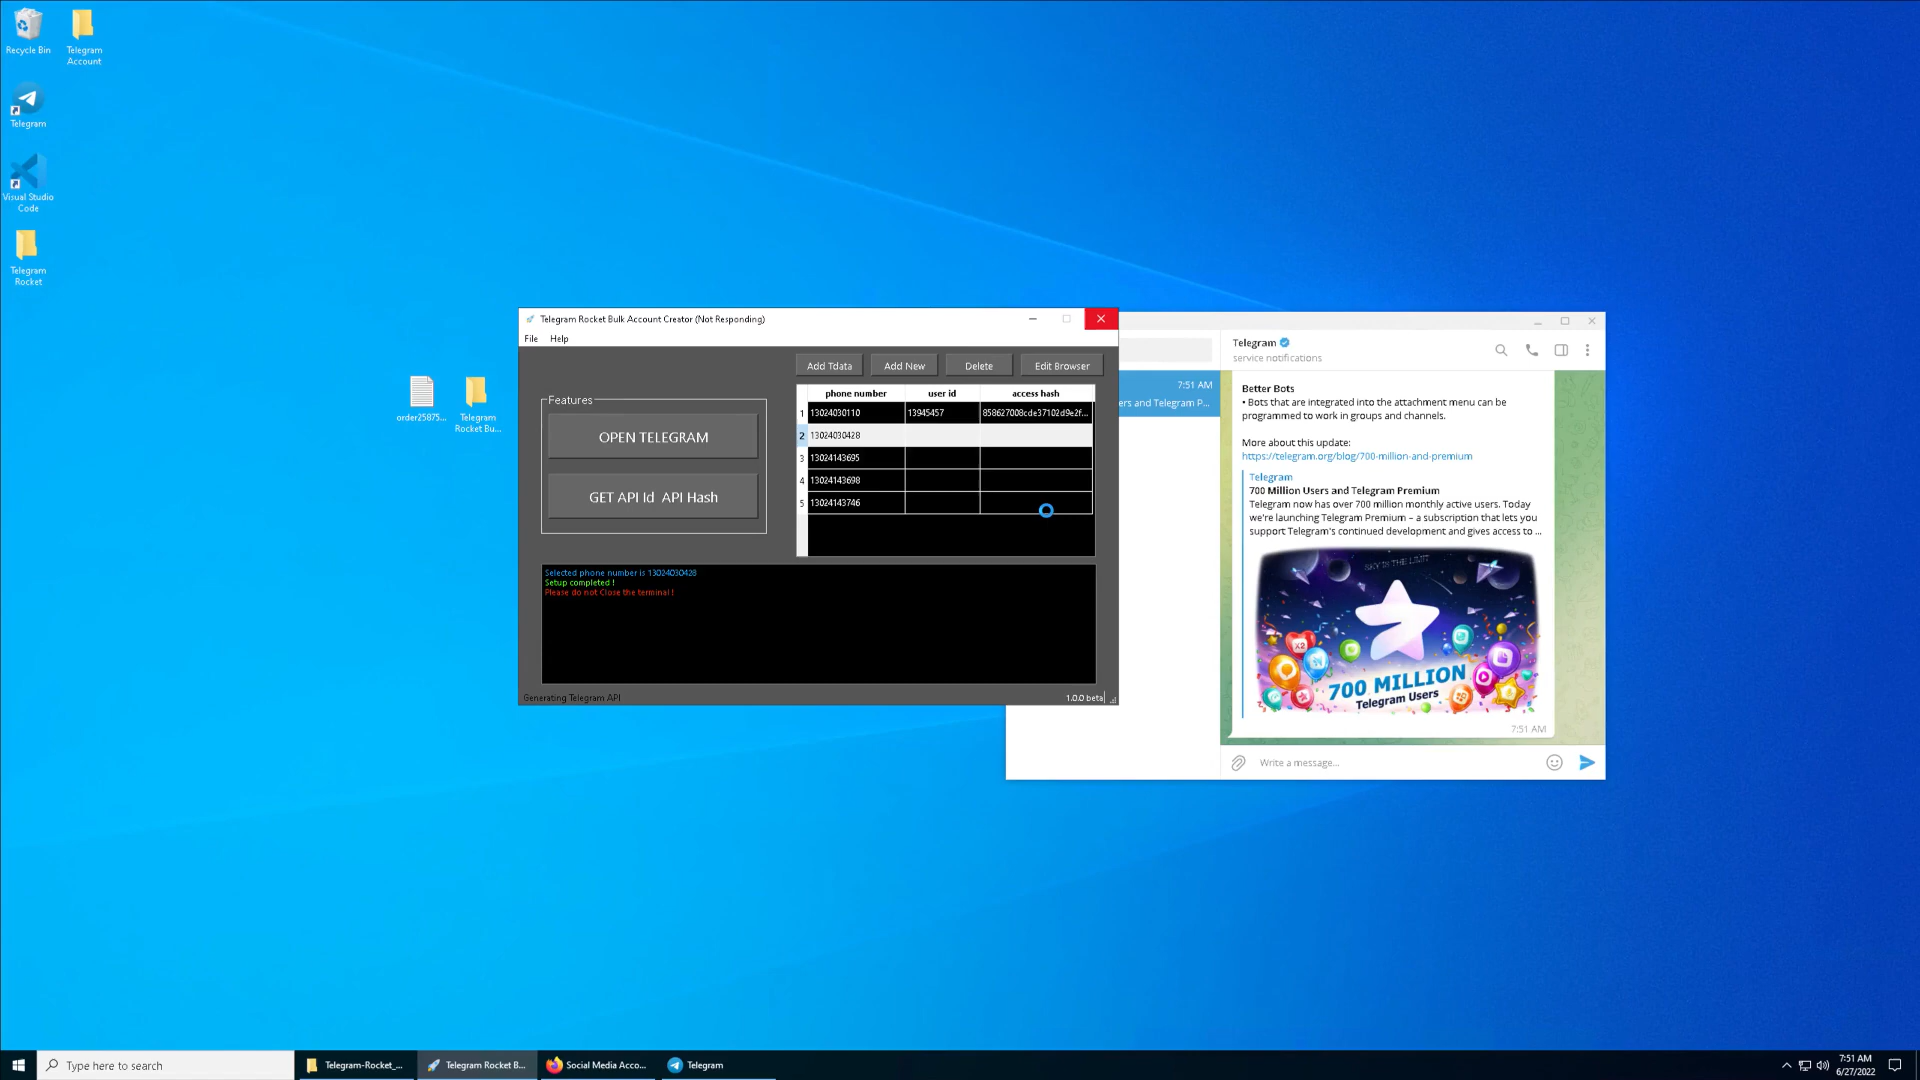 Recycle Bin
Telegram
Account
Telegram
Visual Studio
Code
Telegram
Rocket
order25875...
Telegram
Rocket Bu...
Telegram Rocket Bulk Account Creator (Not Responding)
File Help
Add Tdata Add New Delete Edit Browser
Features
OPEN TELEGRAM
GET API Id API Hash
phone number user id access hash
1 13024030110 13945457 858627008cde37102d9e2f...
2 13024030428
3 13024143695
4 13024143698
5 13024143746
Selected phone number is 13024030428
Setup completed !
Please do not Close the terminal !
Generating Telegram API
1.0.0 beta
7:51 AM
ers and Telegram P...
Telegram
service notifications
Better Bots
• Bots that are integrated into the attachment menu can be
programmed to work in groups and channels.
More about this update:
https://telegram.org/blog/700-million-and-premium
Telegram
700 Million Users and Telegram Premium
Telegram now has over 700 million monthly active users. Today
we're launching Telegram Premium – a subscription that lets you
support Telegram's continued development and gives access to ...
SKY IS THE LIMIT
X2
700 MILLION
Telegram Users
7:51 AM
Write a message...
Type here to search
Telegram-Rocket_...
Telegram Rocket B...
Social Media Acco...
Telegram
7:51 AM
6/27/2022